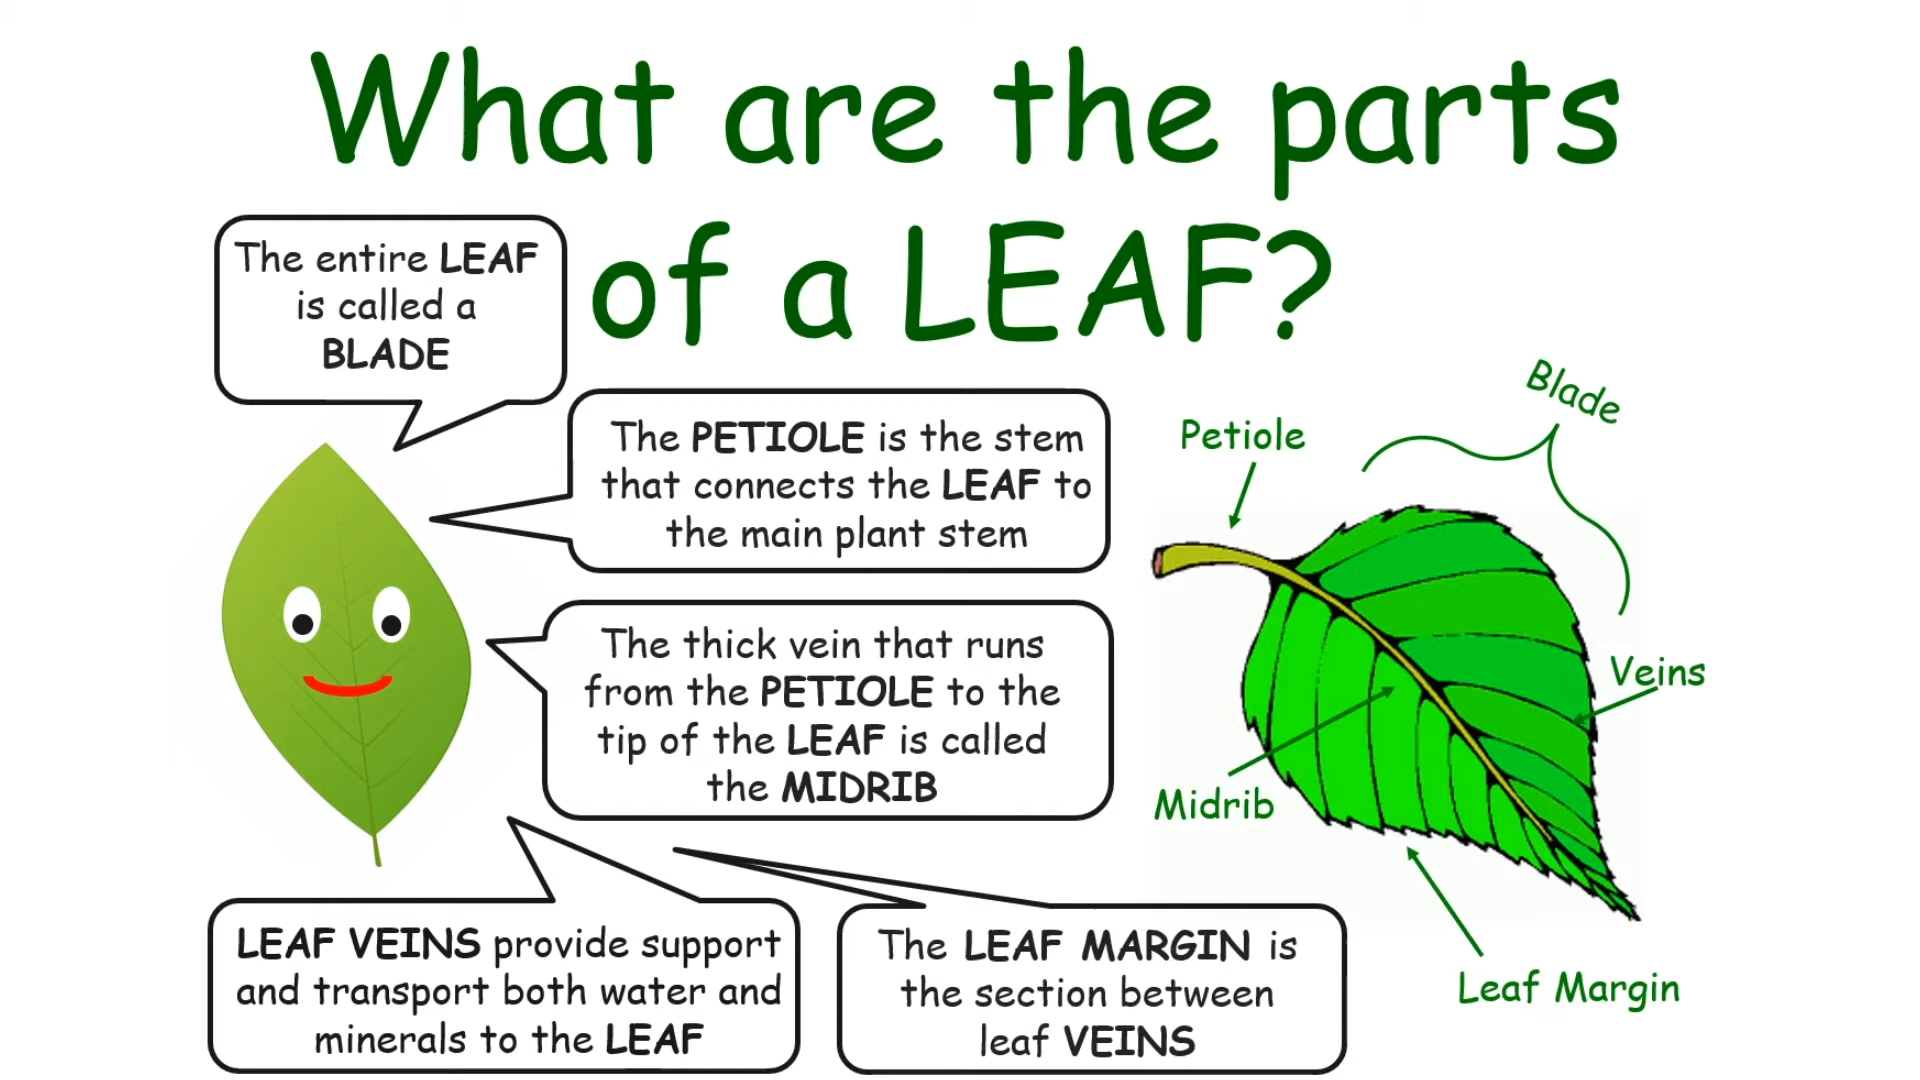 What are the parts
of a LEAF?
The entire LEAF
is called a
BLADE
The PETIOLE is the stem
that connects the LEAF to
the main plant stem
The thick vein that runs
from the PETIOLE to the
tip of the LEAF is called
the MIDRIB
LEAF VEINS provide support
and transport both water and
minerals to the LEAF
The LEAF MARGIN is
the section between
leaf VEINS
Blade
Petiole
Veins
Midrib
Leaf Margin